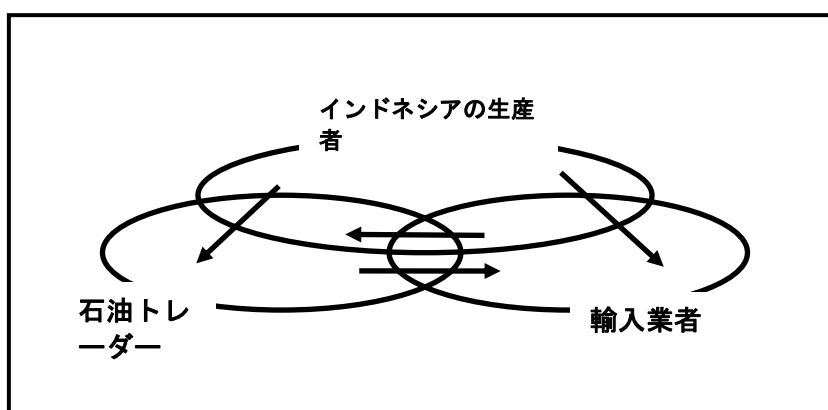 インドネシアの生産
者
石油トレ
ーダー
輸入業者